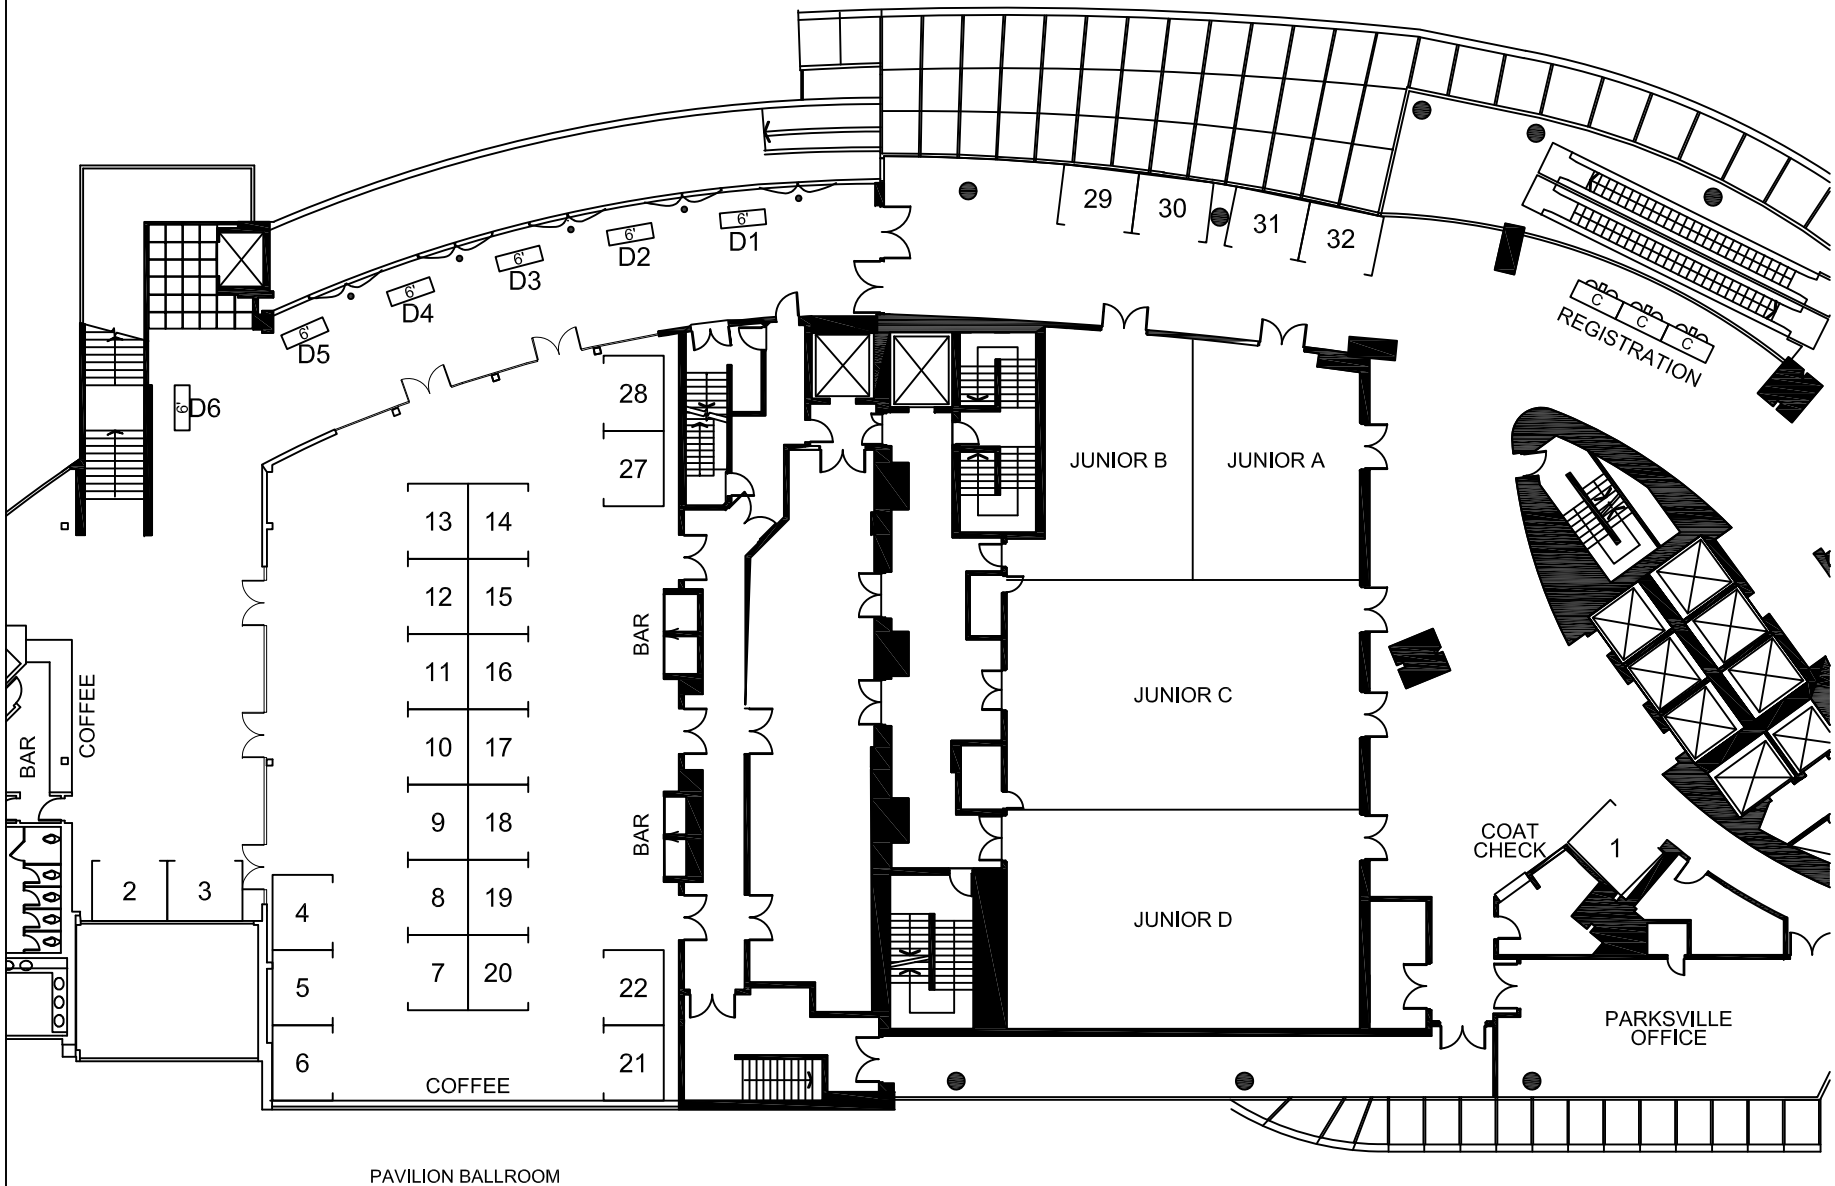 29
30
31
32
6'
D1
6'
D2
6'
D3
6'
D4
6'
D5
6'
D6
C
C
C
REGISTRATION
28
27
JUNIOR B
JUNIOR A
13
14
12
15
11
16
10
17
9
18
8
19
7
20
BAR
BAR
COFFEE
BAR
JUNIOR C
JUNIOR D
COAT
CHECK
1
2
3
4
5
6
22
21
COFFEE
PARKSVILLE
OFFICE
PAVILION BALLROOM